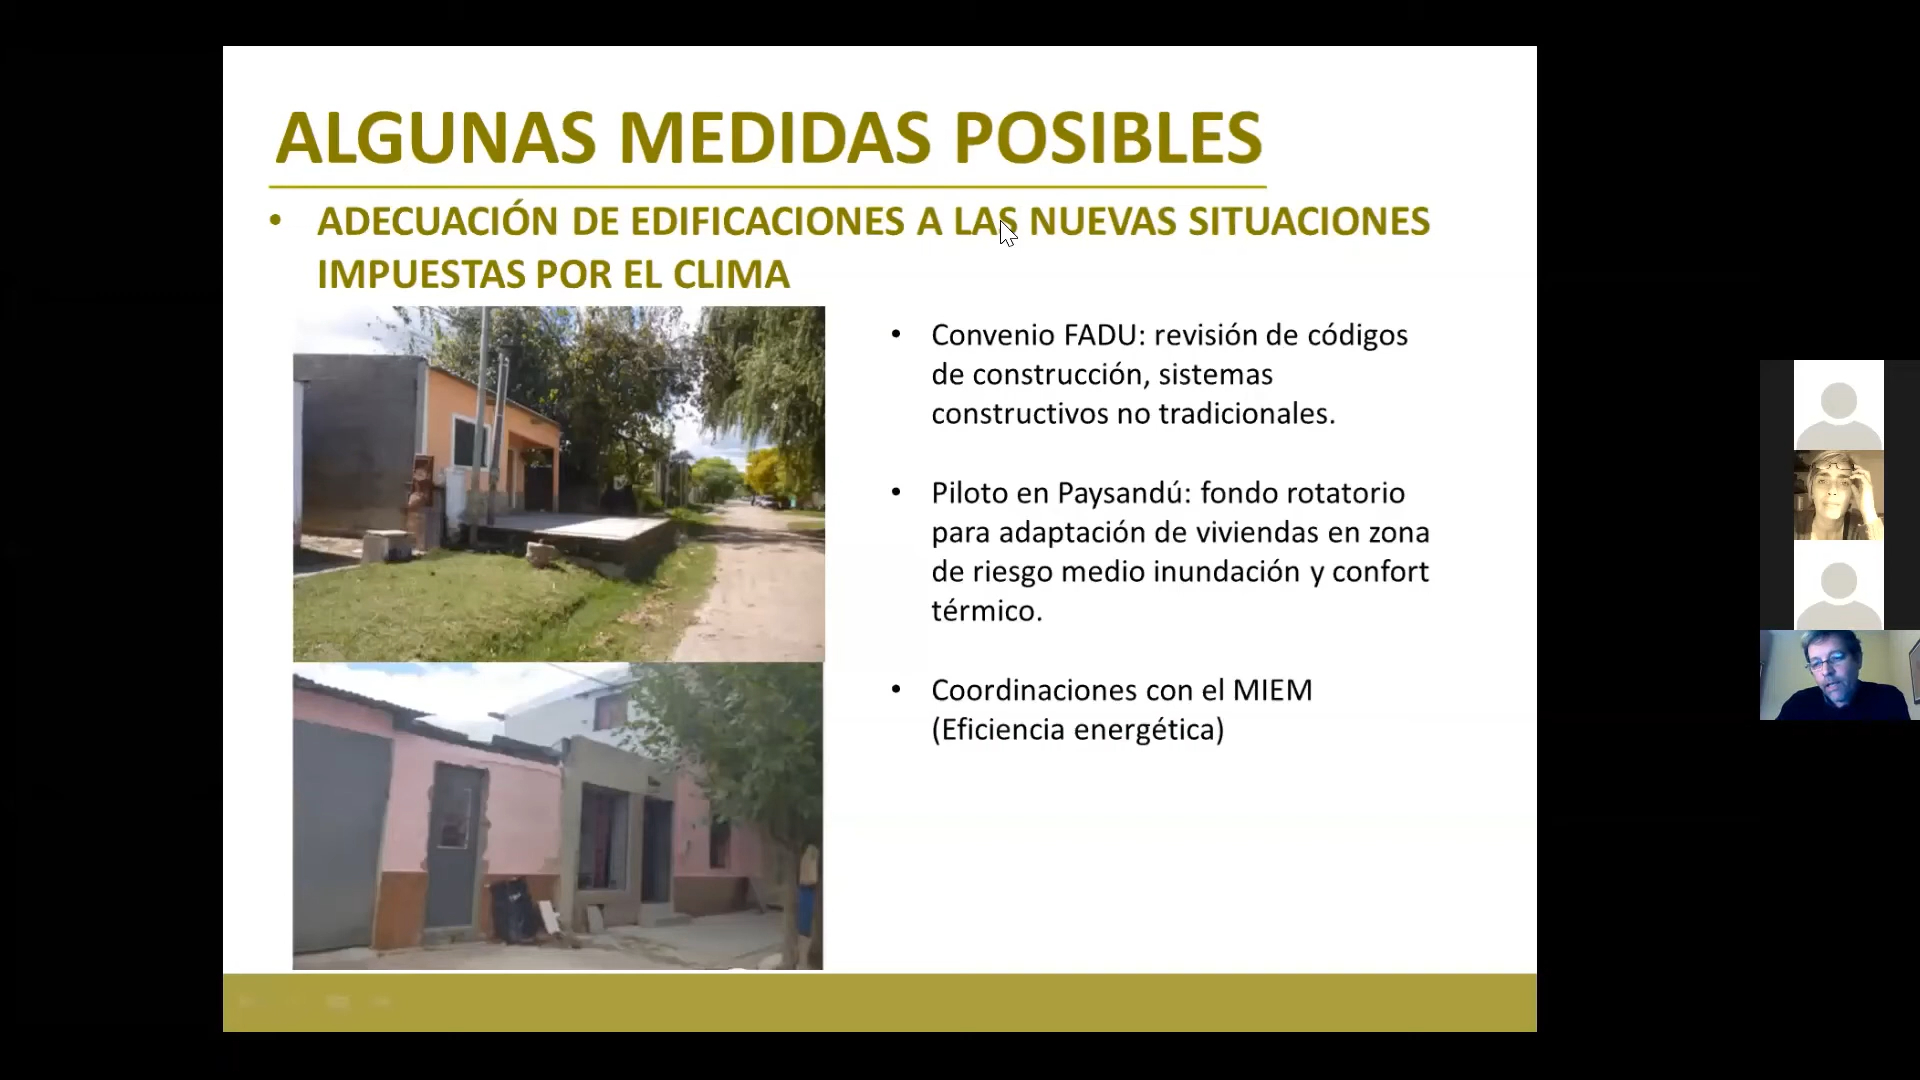 ALGUNAS MEDIDAS POSIBLES
• ADECUACIÓN DE EDIFICACIONES A LAS NUEVAS SITUACIONES
IMPUESTAS POR EL CLIMA
• Convenio FADU: revisión de códigos
de construcción, sistemas
constructivos no tradicionales.
• Piloto en Paysandú: fondo rotatorio
para adaptación de viviendas en zona
de riesgo medio inundación y confort
térmico.
• Coordinaciones con el MIEM
(Eficiencia energética)